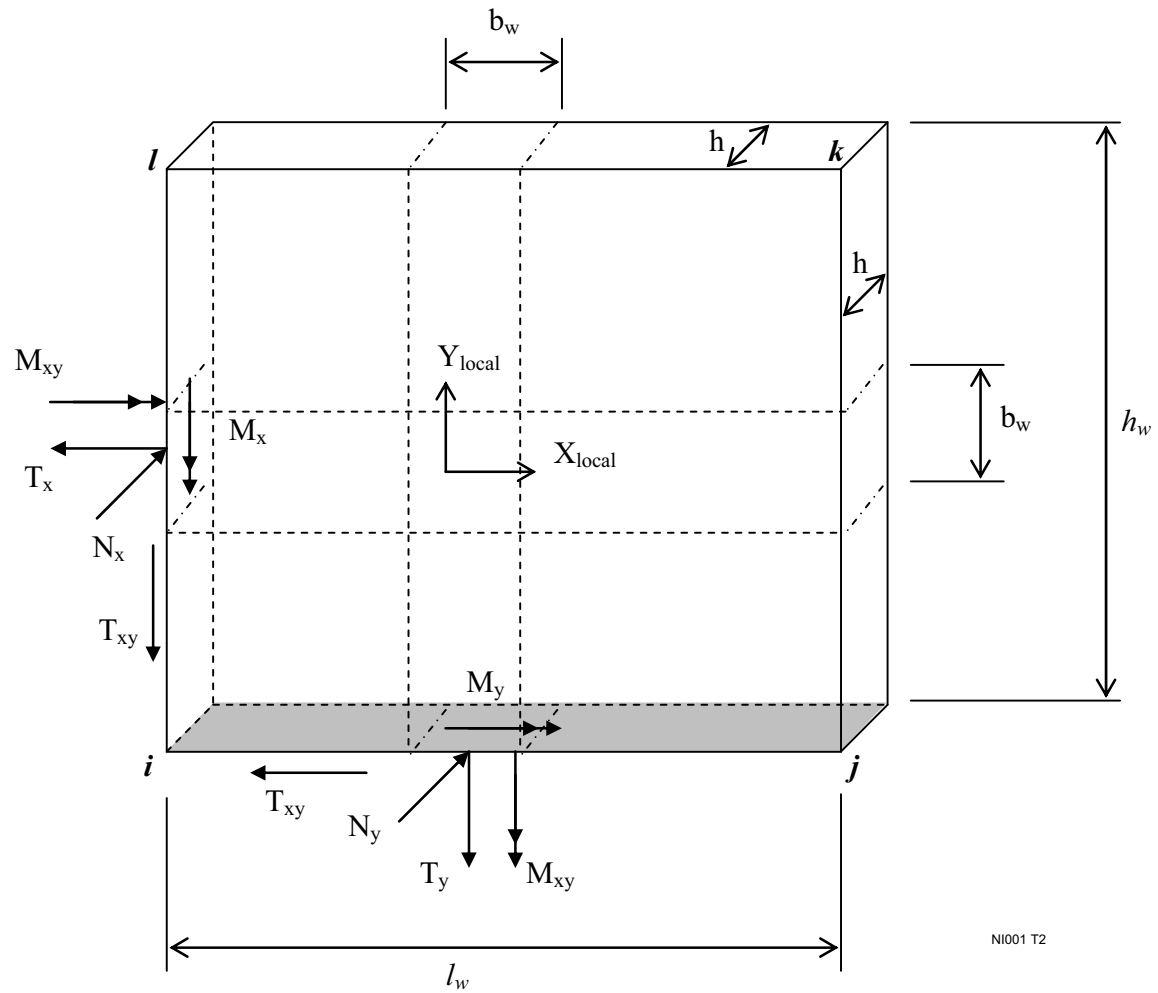 b_w
h
l
k
h
M_xy
Y_local
b_w
h_w
M_x
X_local
T_x
N_x
T_xy
M_y
i
j
T_xy
N_y
T_y
M_xy
NI001 T2
l_w